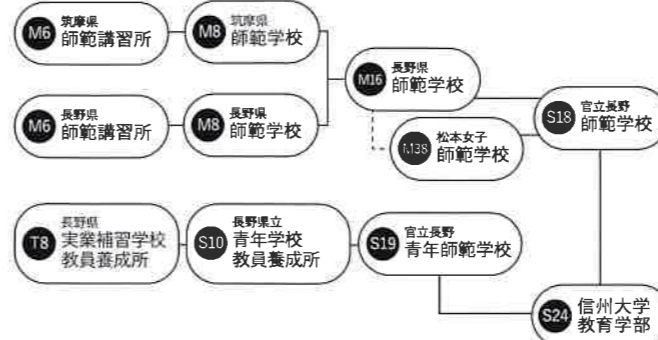 M6
筑摩県
師範講習所
M8
筑摩県
師範学校
M6
長野県
師範講習所
M8
長野県
師範学校
M16
長野県
師範学校
M38
松本女子
師範学校
S18
官立長野
師範学校
T8
長野県
実業補習学校
教員養成所
S10
長野県立
青年学校
教員養成所
S19
官立長野
青年師範学校
S24
信州大学
教育学部